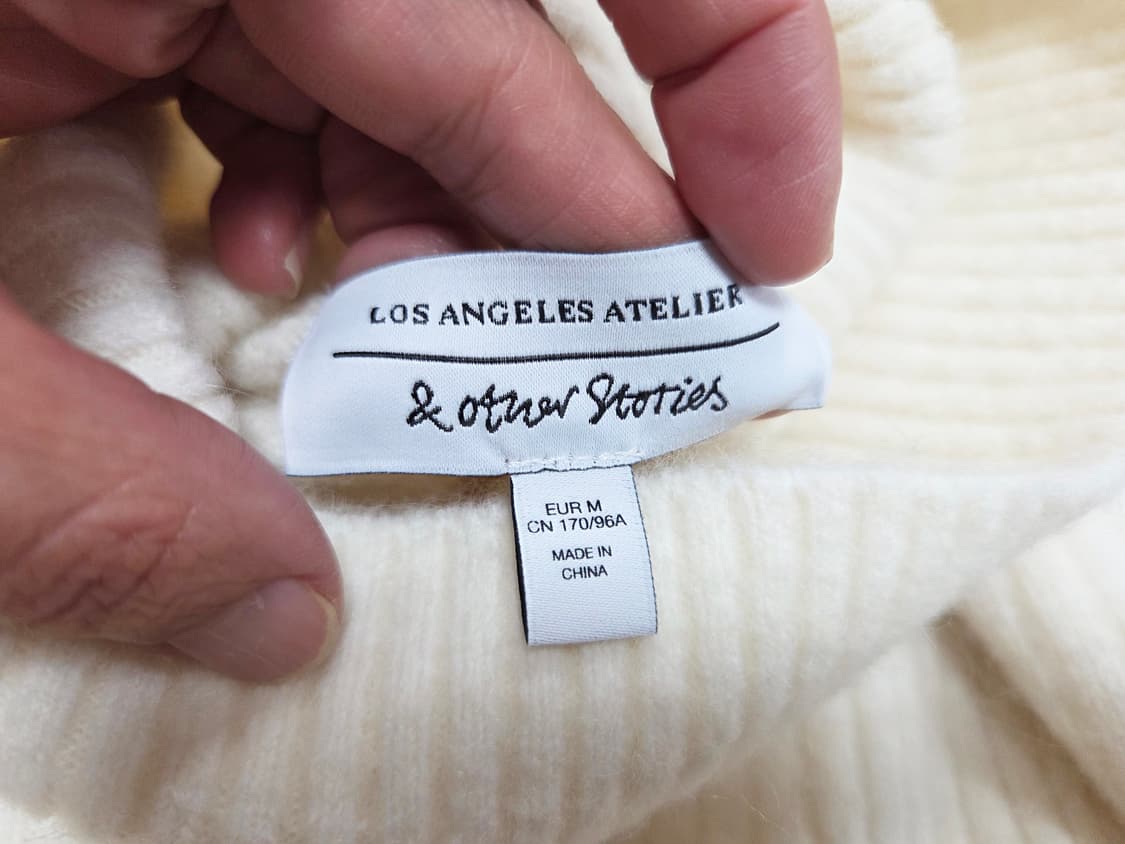 LOS ANGELES ATELIER
& other Stories
EUR M
CN 170/96A
MADE IN
CHINA